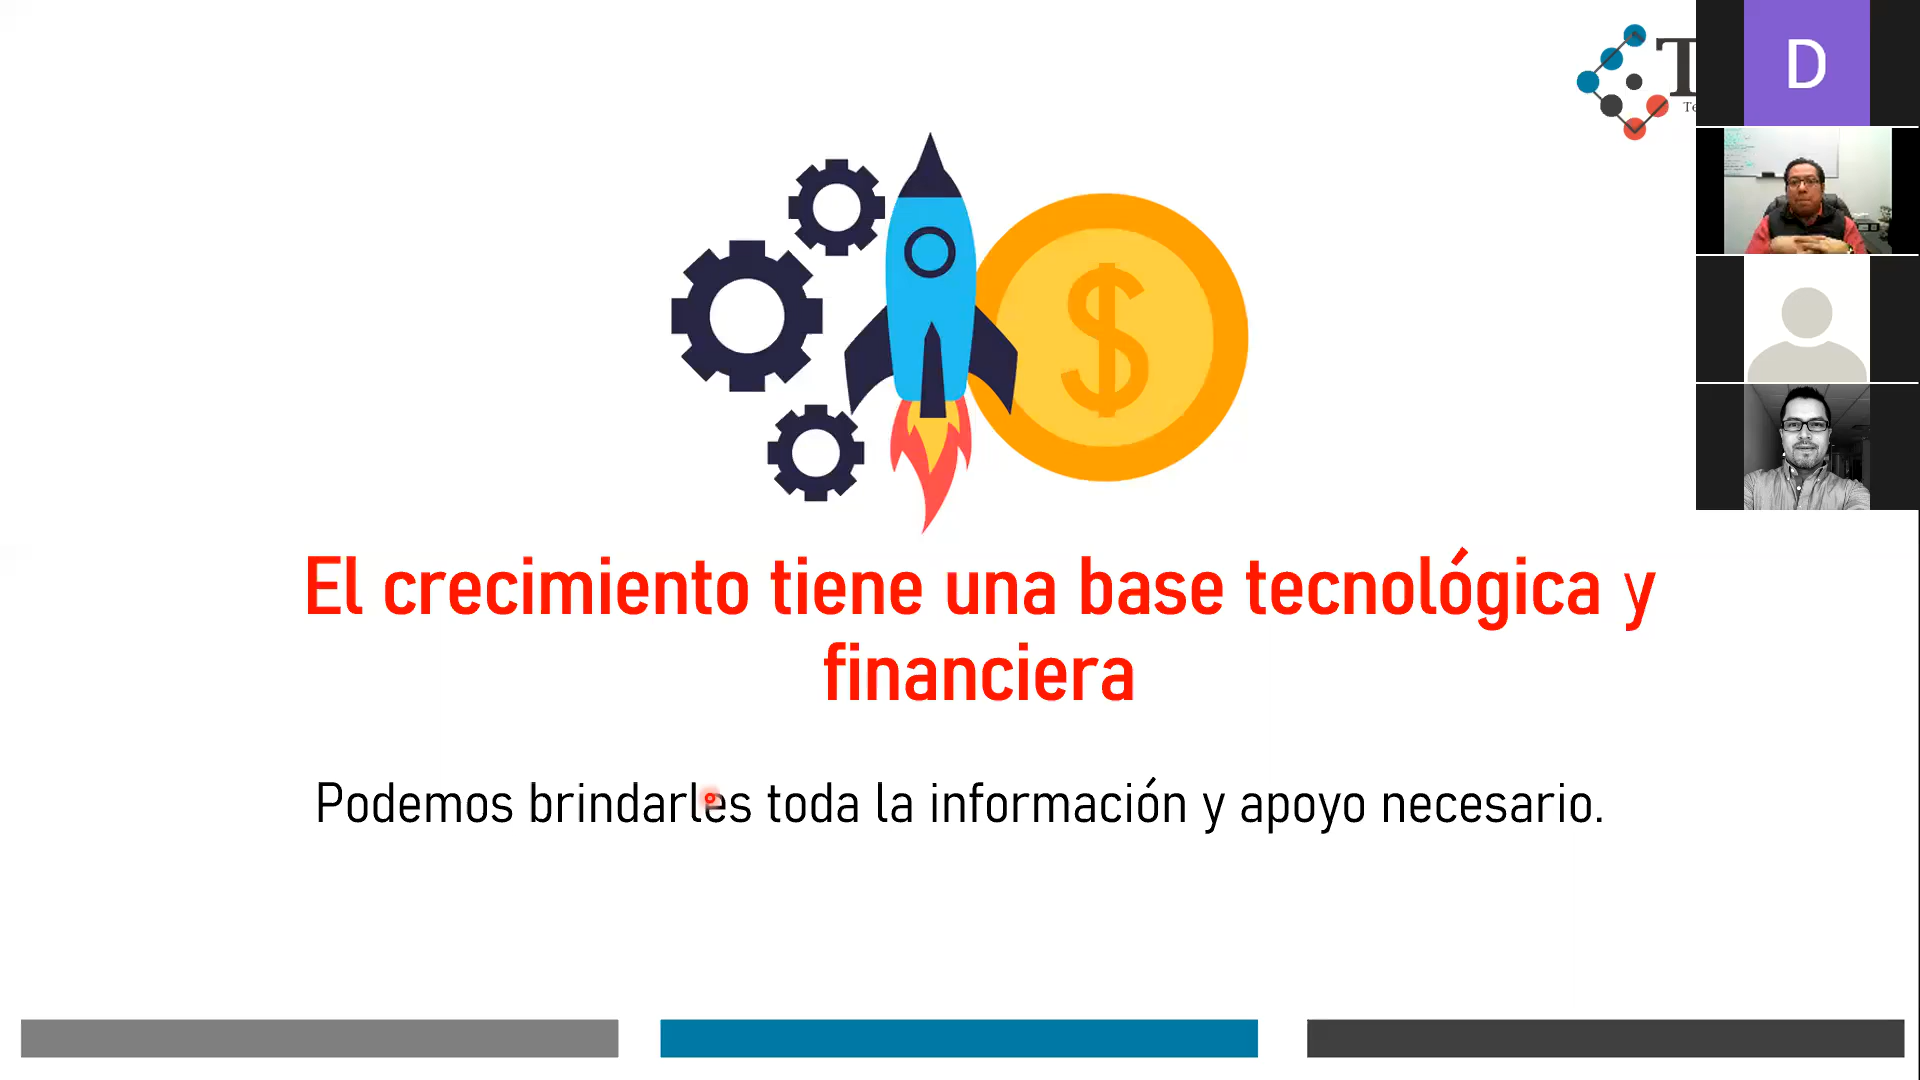 D
El crecimiento tiene una base tecnológica y
financiera
Podemos brindarles toda la información y apoyo necesario.
$